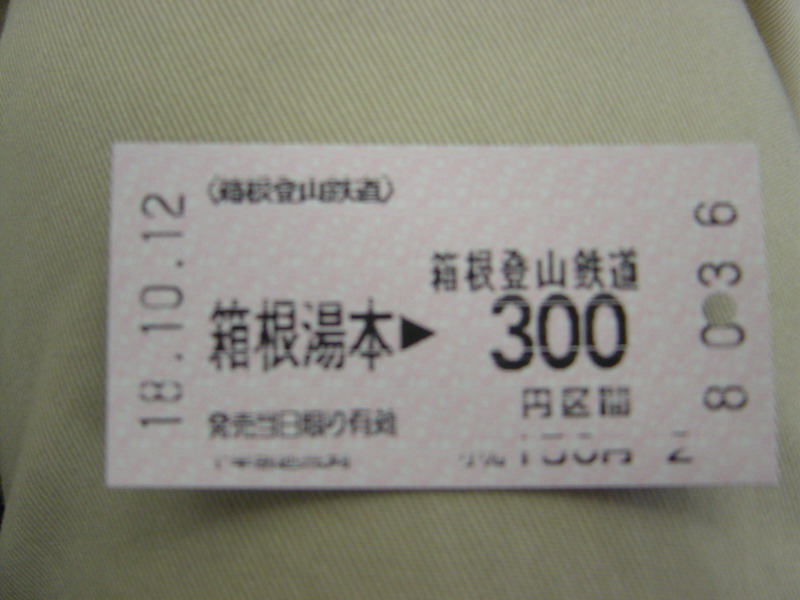 18.10.12
〈箱根登山鉄道〉
箱根登山鉄道
箱根湯本▶
300
円区間
発売当日限り有効
8036